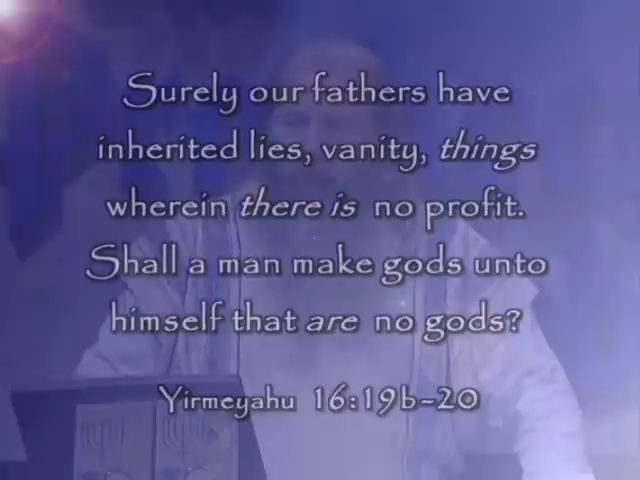 Surely our fathers have
inherited lies, vanity, things
wherein there is no profit.
Shall a man make gods unto
himself that are no gods?
Yirmeyahu 16:19b-20